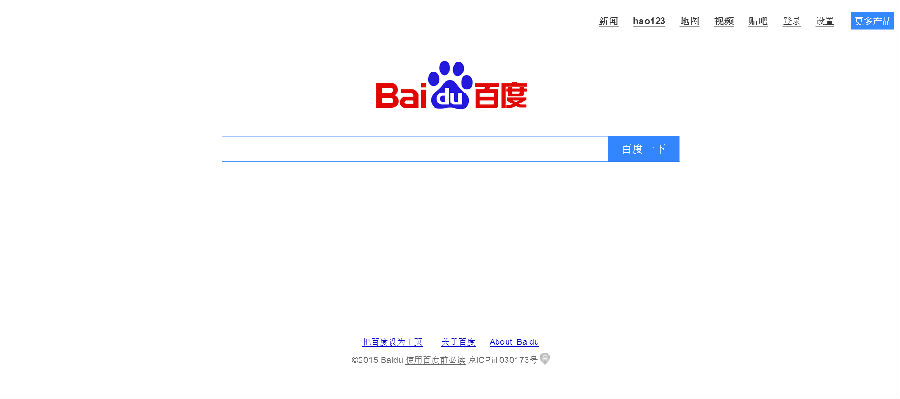 新闻 hao123 地图 视频 贴吧 登录 设置 更多产品
Bai du 百度
百度一下
把百度设为主页 关于百度 About Baidu
©2015 Baidu 使用百度前必读 京ICP证030173号